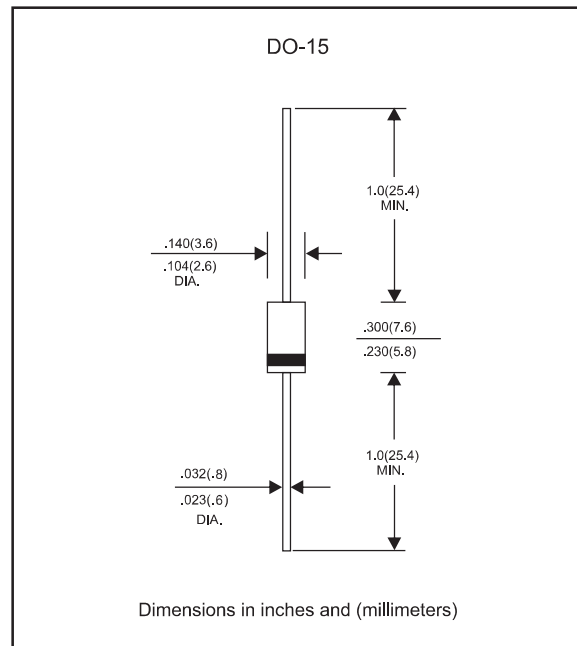 DO-15
1.0(25.4)
MIN.
.140(3.6)
.104(2.6)
DIA.
.300(7.6)
.230(5.8)
1.0(25.4)
MIN.
.032(.8)
.023(.6)
DIA.
Dimensions in inches and (millimeters)